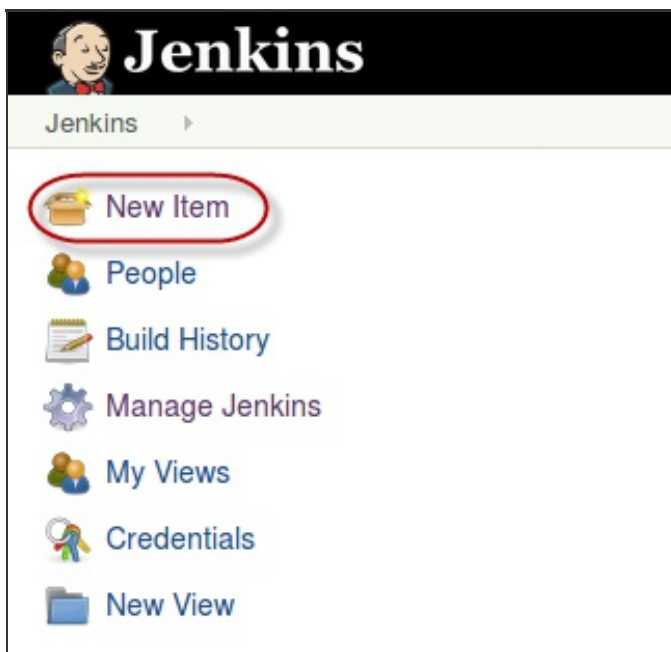 Jenkins
Jenkins
New Item
People
Build History
Manage Jenkins
My Views
Credentials
New View